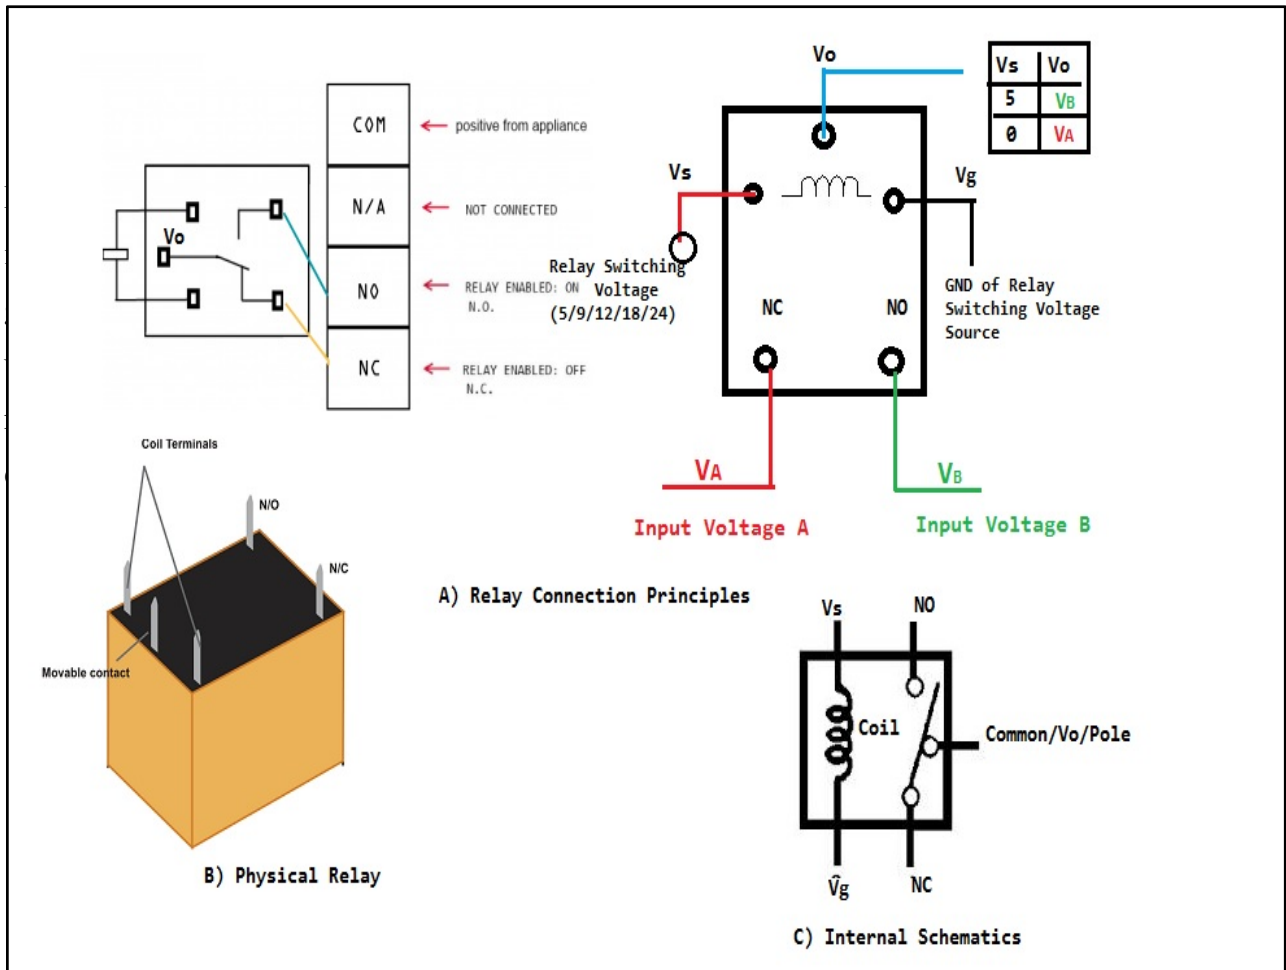 COM
positive from appliance
N/A
NOT CONNECTED
Vo
NO
RELAY ENABLED: ON
N.O.
NC
RELAY ENABLED: OFF
N.C.
Vo
Vs Vo
5 VB
0 VA
Vs
Vg
Relay Switching
Voltage
(5/9/12/18/24)
GND of Relay
Switching Voltage
Source
NC
NO
VA
VB
Input Voltage A
Input Voltage B
A) Relay Connection Principles
Coil Terminals
N/O
N/C
Movable contact
B) Physical Relay
Vs
NO
Coil
Common/Vo/Pole
Vg
NC
C) Internal Schematics